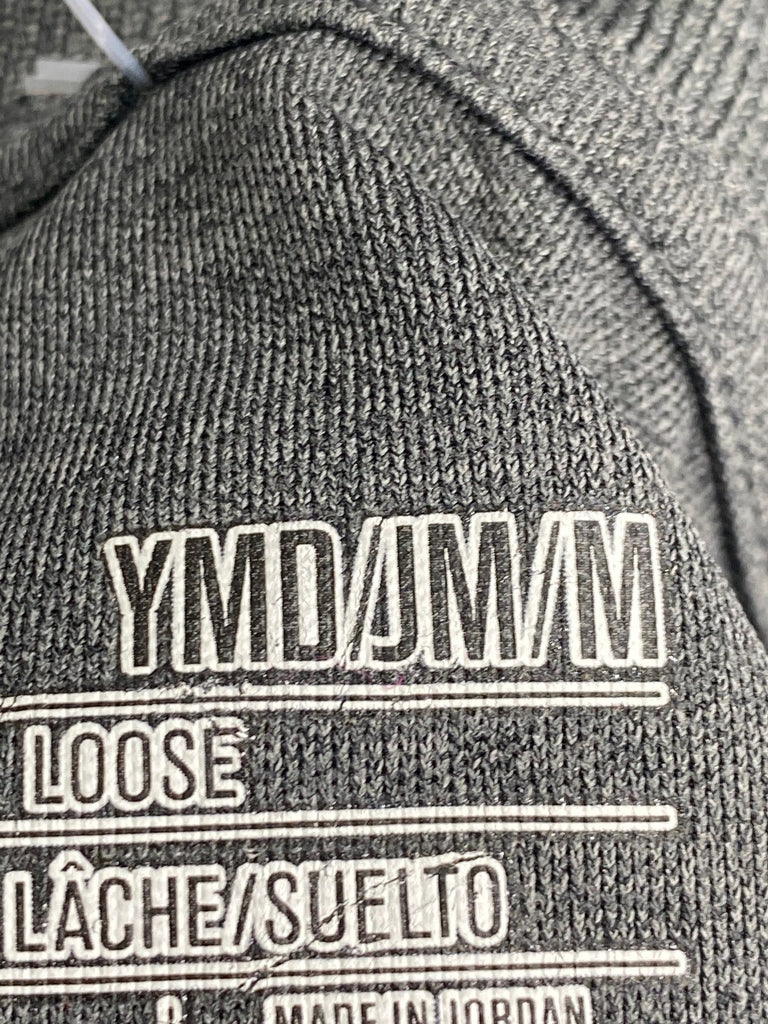 YMD/JM/M
LOOSE
LÂCHE/SUELTO
MADE IN JORDAN